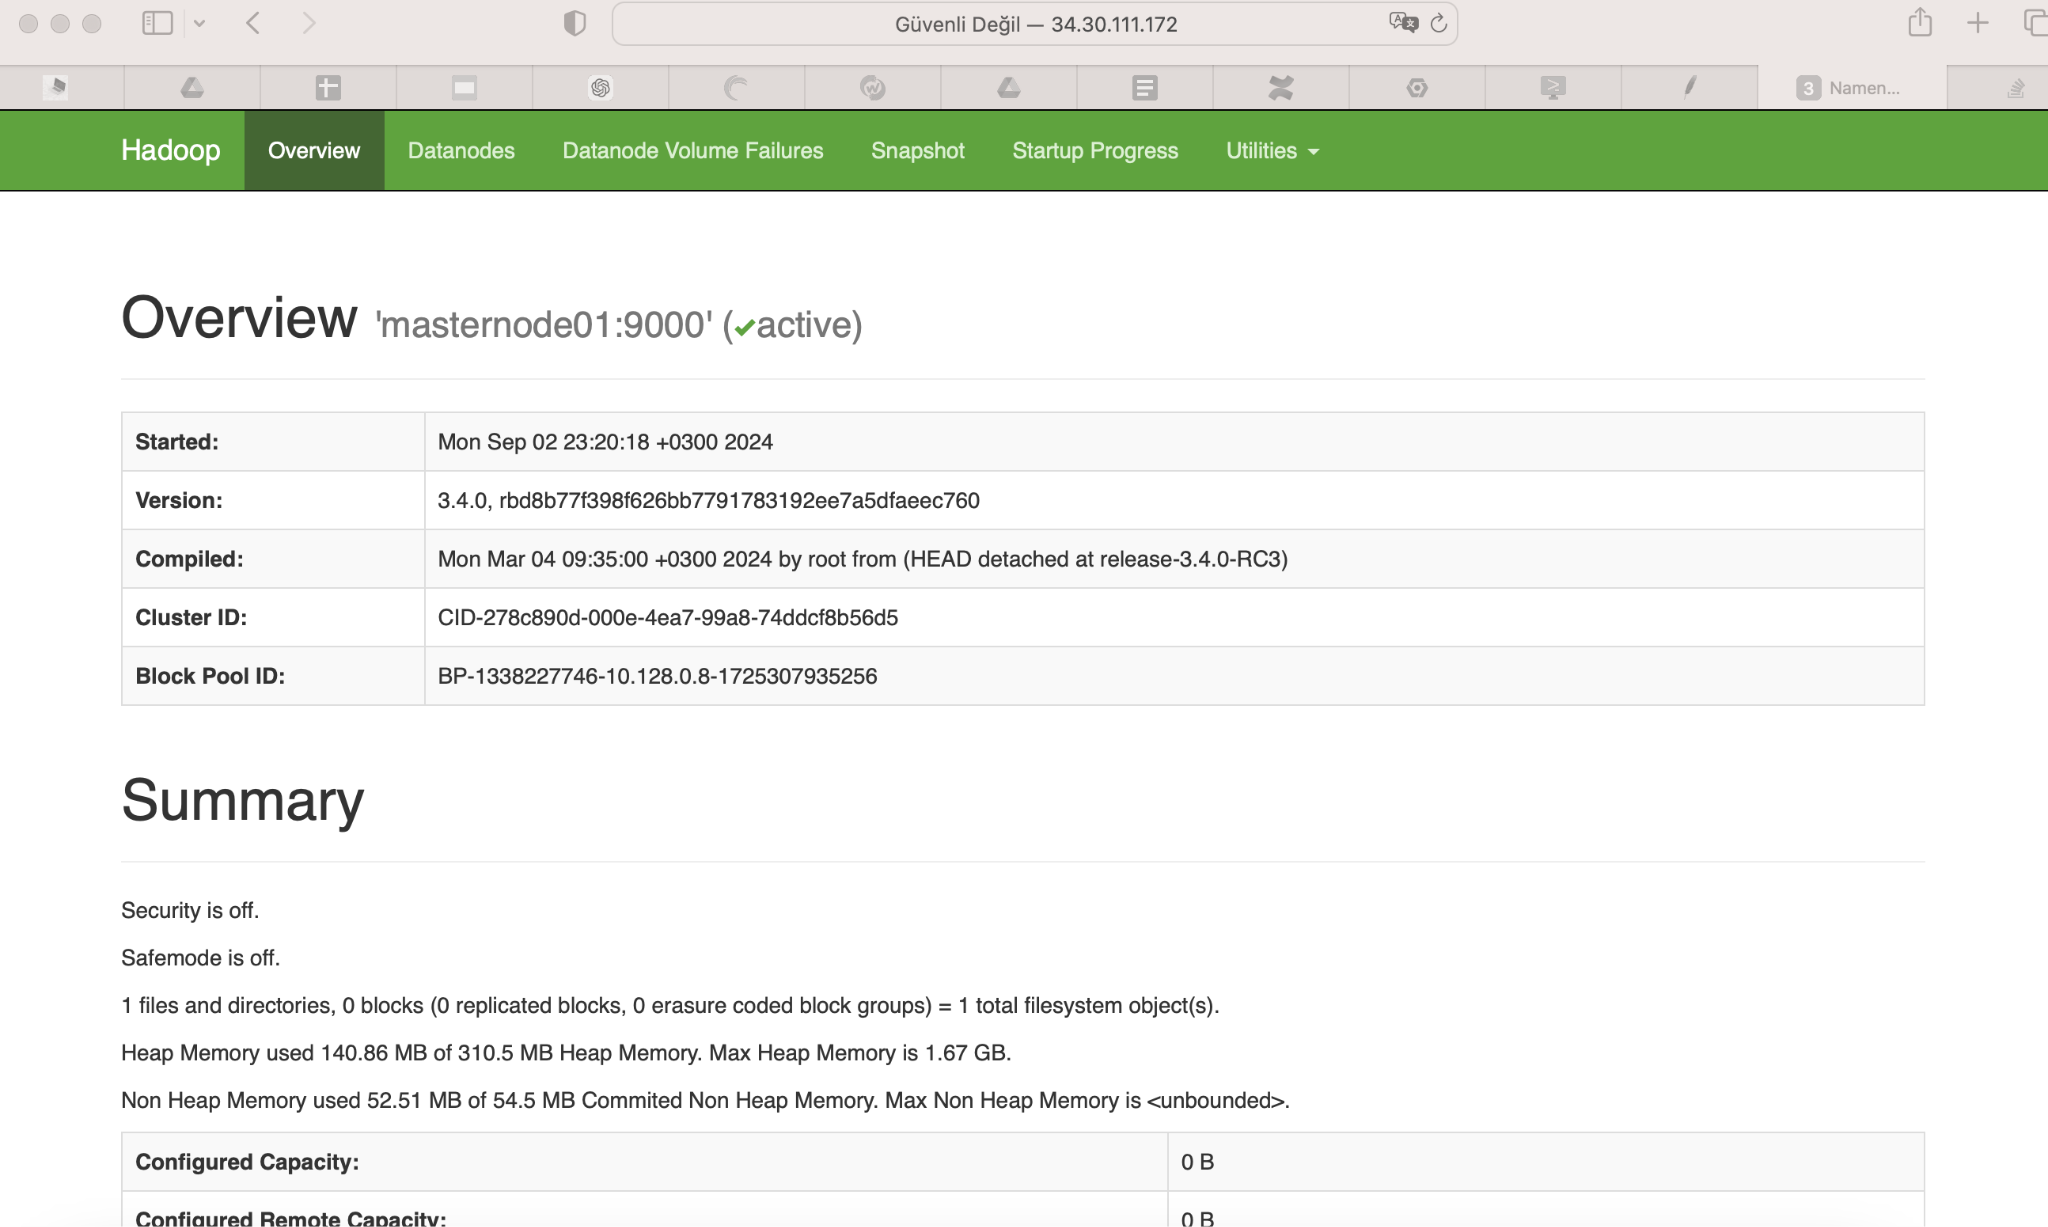 Güvenli Değil — 34.30.111.172
3 Namen...
Hadoop Overview Datanodes Datanode Volume Failures Snapshot Startup Progress Utilities
Overview 'masternode01:9000' (✔active)
Started: Mon Sep 02 23:20:18 +0300 2024
Version: 3.4.0, rbd8b77f398f626bb7791783192ee7a5dfaeec760
Compiled: Mon Mar 04 09:35:00 +0300 2024 by root from (HEAD detached at release-3.4.0-RC3)
Cluster ID: CID-278c890d-000e-4ea7-99a8-74ddcf8b56d5
Block Pool ID: BP-1338227746-10.128.0.8-1725307935256
Summary
Security is off.
Safemode is off.
1 files and directories, 0 blocks (0 replicated blocks, 0 erasure coded block groups) = 1 total filesystem object(s).
Heap Memory used 140.86 MB of 310.5 MB Heap Memory. Max Heap Memory is 1.67 GB.
Non Heap Memory used 52.51 MB of 54.5 MB Commited Non Heap Memory. Max Non Heap Memory is <unbounded>.
Configured Capacity: 0 B
Configured Remote Capacity: 0 B